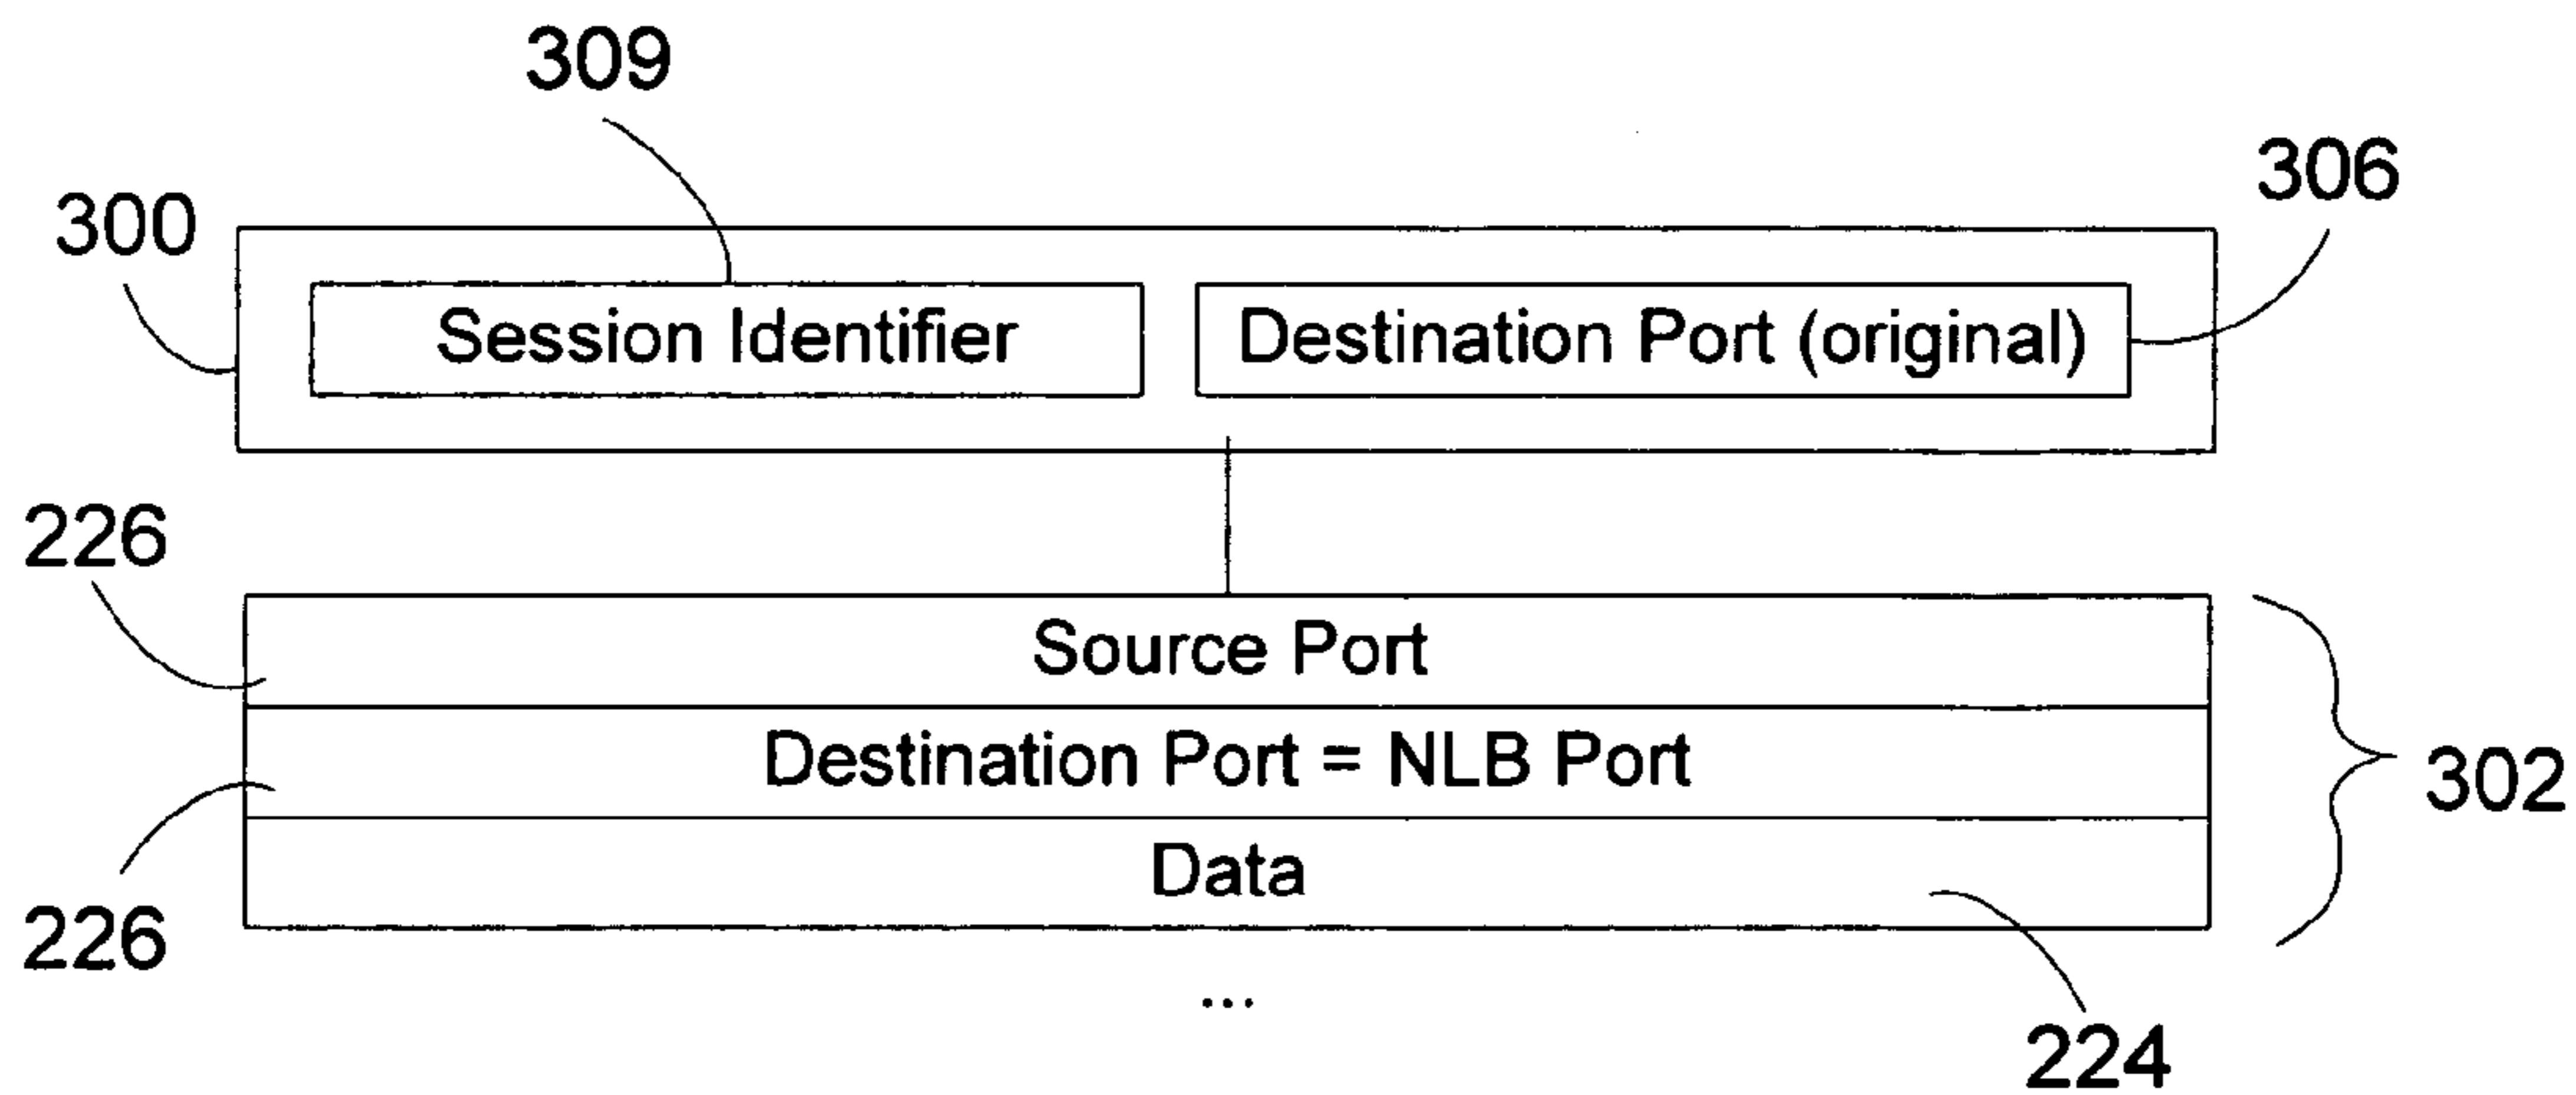 309
306
300
Session Identifier
Destination Port (original)
226
Source Port
Destination Port = NLB Port
302
Data
226
...
224